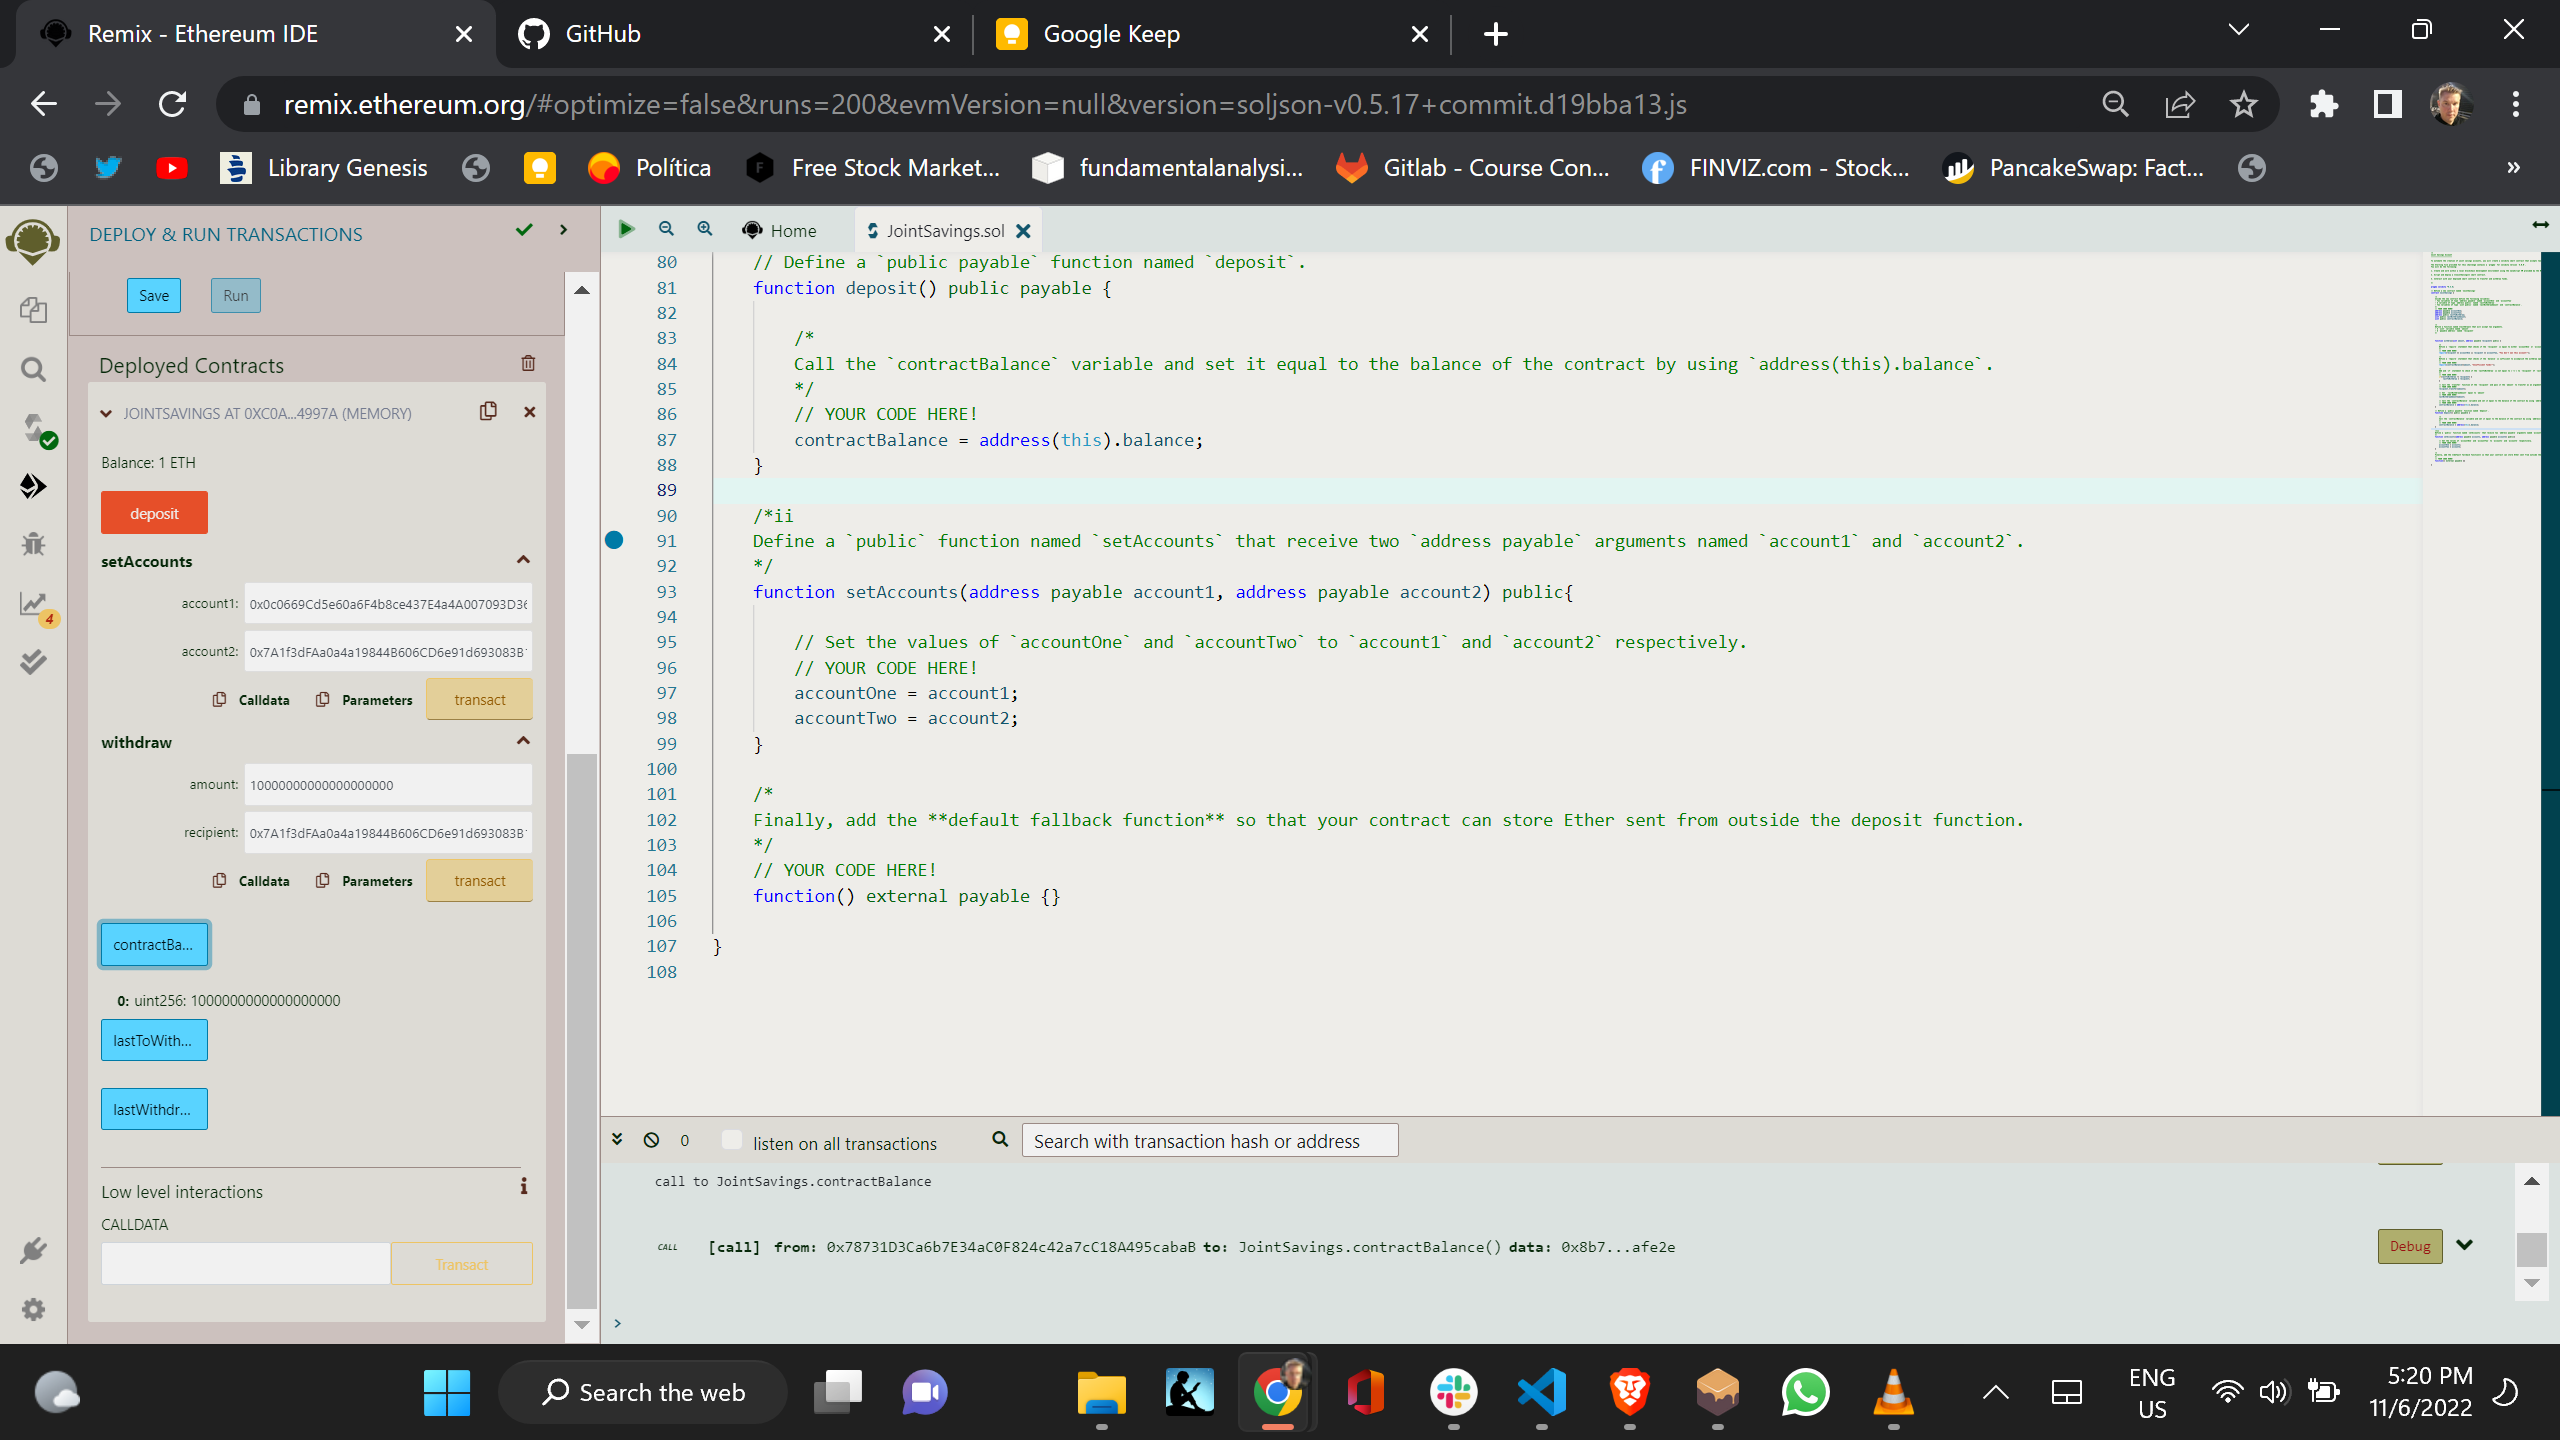 Remix - Ethereum IDE
GitHub
Google Keep
remix.ethereum.org/#optimize=false&runs=200&evmVersion=null&version=soljson-v0.5.17+commit.d19bba13.js
Library Genesis
Política
Free Stock Market...
fundamentalanalysi...
Gitlab - Course Con...
FINVIZ.com - Stock...
PancakeSwap: Fact...
»
DEPLOY & RUN TRANSACTIONS
Save
Run
Deployed Contracts
JOINTSAVINGS AT 0XC0A...4997A (MEMORY)
Balance: 1 ETH
deposit
setAccounts
account1: 0x0c0669Cd5e60a6F4b8ce437E4a4A007093D36
account2: 0x7A1f3dFAa0a4a19844B606CD6e91d693083B
Calldata
Parameters
transact
withdraw
amount: 10000000000000000000
recipient: 0x7A1f3dFAa0a4a19844B606CD6e91d693083B
Calldata
Parameters
transact
contractBa...
0: uint256: 1000000000000000000
lastToWith...
lastWithdr...
Low level interactions
i
CALLDATA
Transact
4
Home
JointSavings.sol
80 // Define a `public payable` function named `deposit`.
81 function deposit() public payable {
82
83 /*
84 Call the `contractBalance` variable and set it equal to the balance of the contract by using `address(this).balance`.
85 */
86 // YOUR CODE HERE!
87 contractBalance = address(this).balance;
88 }
89
90 /*ii
91 Define a `public` function named `setAccounts` that receive two `address payable` arguments named `account1` and `account2`.
92 */
93 function setAccounts(address payable account1, address payable account2) public{
94
95 // Set the values of `accountOne` and `accountTwo` to `account1` and `account2` respectively.
96 // YOUR CODE HERE!
97 accountOne = account1;
98 accountTwo = account2;
99 }
100
101 /*
102 Finally, add the **default fallback function** so that your contract can store Ether sent from outside the deposit function.
103 */
104 // YOUR CODE HERE!
105 function() external payable {}
106
107 }
108
0
listen on all transactions
Search with transaction hash or address
call to JointSavings.contractBalance
CALL [call] from: 0x78731D3Ca6b7E34aC0F824c42a7cC18A495cabaB to: JointSavings.contractBalance() data: 0x8b7...afe2e
Debug
>
Search the web
ENG
US
5:20 PM
11/6/2022